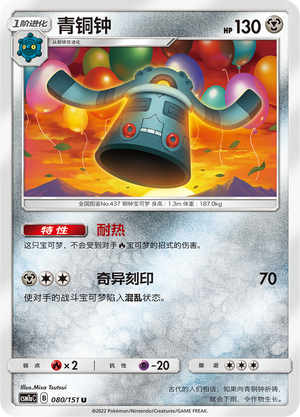 1阶进化
青铜钟
HP 130
从铜镜怪进化
全国图鉴No.437 铜钟宝可梦 身高:1.3m 体重:187.0kg
特性 耐热
这只宝可梦,不会受到对手宝可梦的招式的伤害。
奇异刻印 70
使对手的战斗宝可梦陷入混乱状态。
Illus.Misa Tsutsui
弱点 ×2 抗性 -20 撤退
CSM1c C B 080/151 U
古代的人们相信,如果向青铜钟祈祷,
就会下雨,令作物生长。
©2022 Pokémon/Nintendo/Creatures/GAME FREAK.